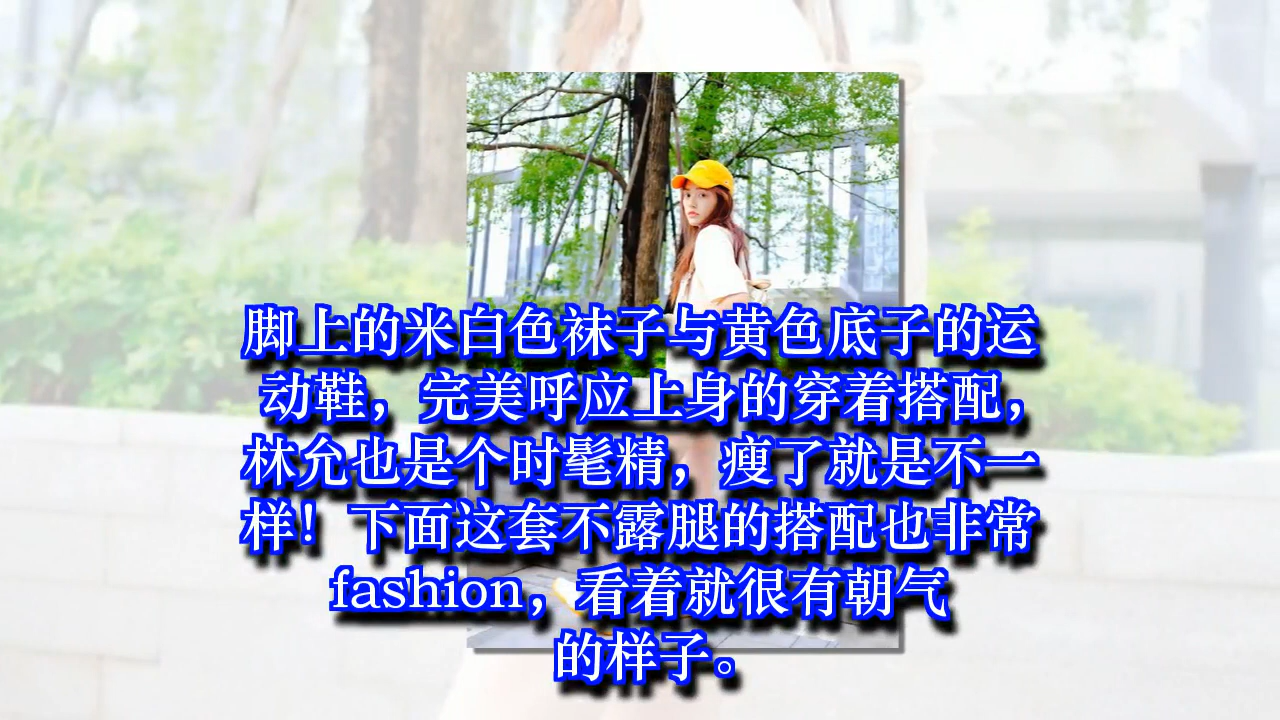 脚上的米白色袜子与黄色底子的运
动鞋，完美呼应上身的穿着搭配，
林允也是个时髦精，瘦了就是不一
样！下面这套不露腿的搭配也非常
fashion，看着就很有朝气
的样子。